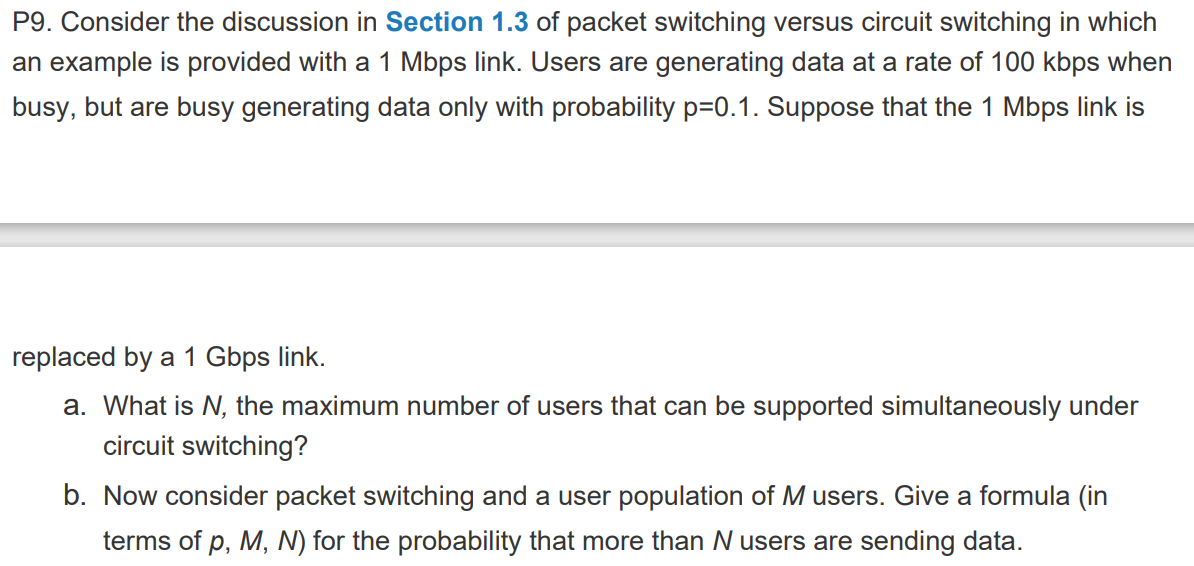 P9. Consider the discussion in Section 1.3 of packet switching versus circuit switching in which
an example is provided with a 1 Mbps link. Users are generating data at a rate of 100 kbps when
busy, but are busy generating data only with probability p=0.1. Suppose that the 1 Mbps link is
replaced by a 1 Gbps link.
a. What is N, the maximum number of users that can be supported simultaneously under
circuit switching?
b. Now consider packet switching and a user population of M users. Give a formula (in
terms of p, M, N) for the probability that more than N users are sending data.